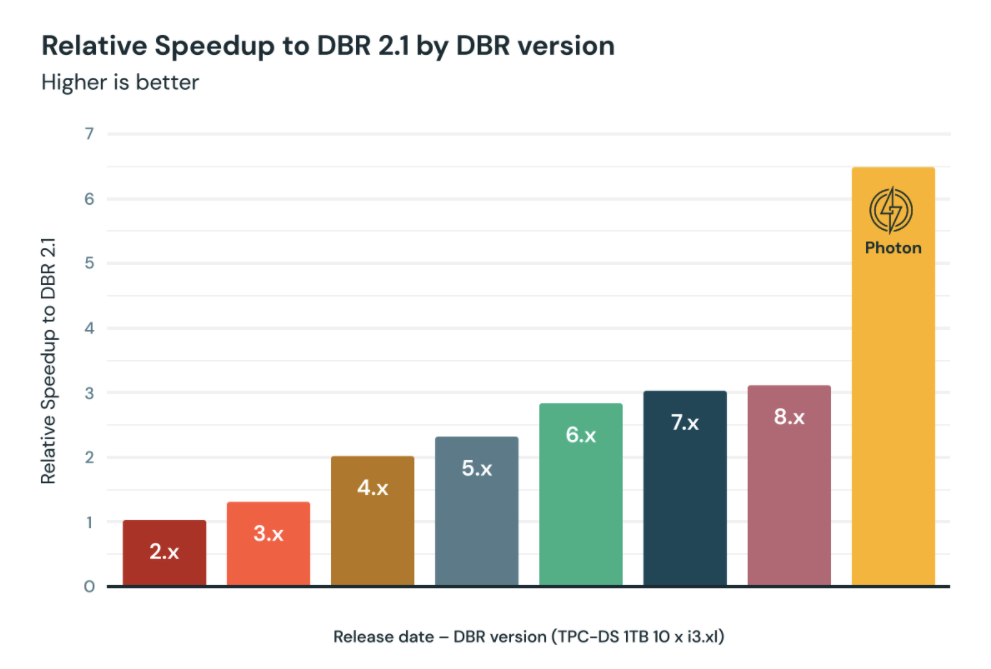 Relative Speedup to DBR 2.1 by DBR version
Higher is better
Relative Speedup to DBR 2.1
7
6
5
4
3
2
1
0
2.x
3.x
4.x
5.x
6.x
7.x
8.x
Photon
Release date – DBR version (TPC-DS 1TB 10 x i3.xl)